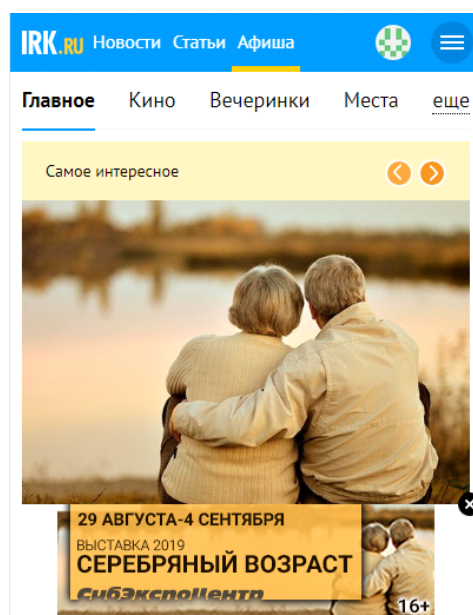 IRK.RU Новости Статьи Афиша
Главное Кино Вечеринки Места еще
Самое интересное
29 АВГУСТА-4 СЕНТЯБРЯ
ВЫСТАВКА 2019
СЕРЕБРЯНЫЙ ВОЗРАСТ
СибЭкспоЦентр
16+